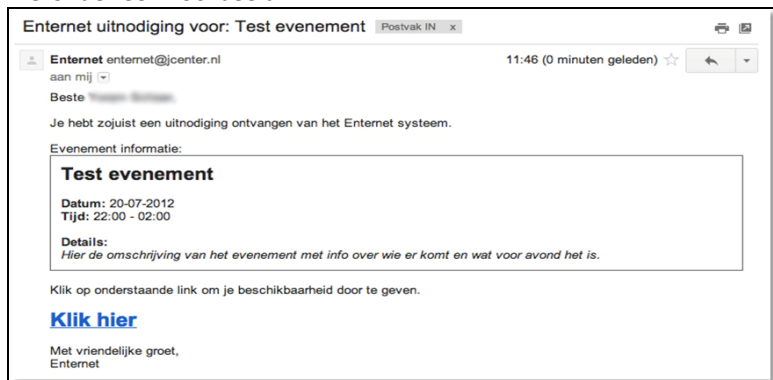 Enternet uitnodiging voor: Test evenement Postvak IN x
Enternet enternet@jcenter.nl 11:46 (0 minuten geleden)
aan mij
Beste
Je hebt zojuist een uitnodiging ontvangen van het Enternet systeem.
Evenement informatie:
Test evenement
Datum: 20-07-2012
Tijd: 22:00 - 02:00
Details:
Hier de omschrijving van het evenement met info over wie er komt en wat voor avond het is.
Klik op onderstaande link om je beschikbaarheid door te geven.
Klik hier
Met vriendelijke groet,
Enternet